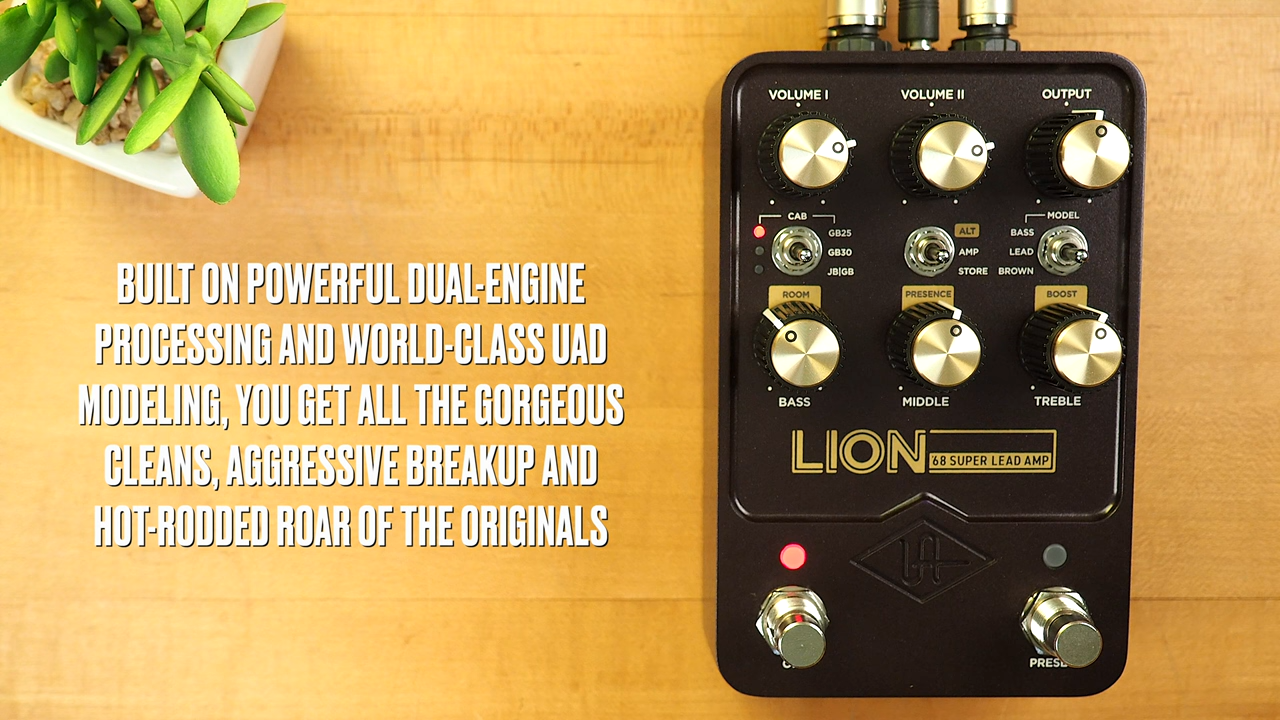 BUILT ON POWERFUL DUAL-ENGINE
PROCESSING AND WORLD-CLASS UAD
MODELING, YOU GET ALL THE GORGEOUS
CLEANS, AGGRESSIVE BREAKUP AND
HOT-RODDED ROAR OF THE ORIGINALS
VOLUME I VOLUME II OUTPUT
CAB MODEL
GB25 ALT BASS
GB30 AMP LEAD
JB|GB STORE BROWN
ROOM PRESENCE BOOST
BASS MIDDLE TREBLE
LION '68 SUPER LEAD AMP
UA